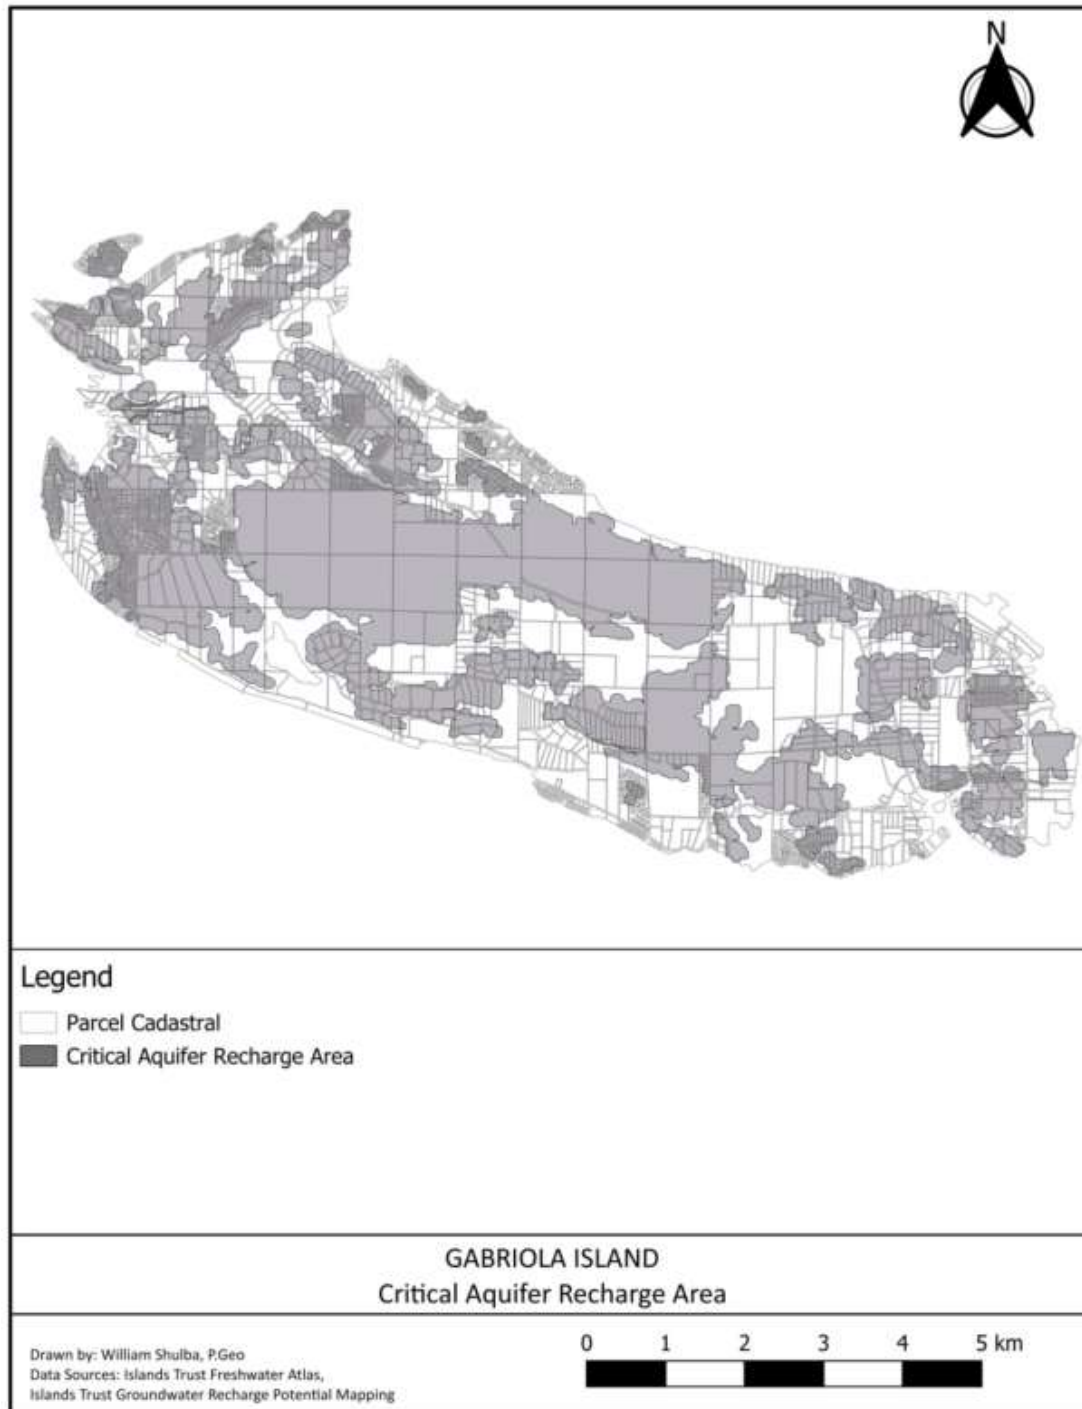 N
Legend
Parcel Cadastral
Critical Aquifer Recharge Area
GABRIOLA ISLAND
Critical Aquifer Recharge Area
Drawn by: William Shulba, P.Geo
Data Sources: Islands Trust Freshwater Atlas,
Islands Trust Groundwater Recharge Potential Mapping
0 1 2 3 4 5 km